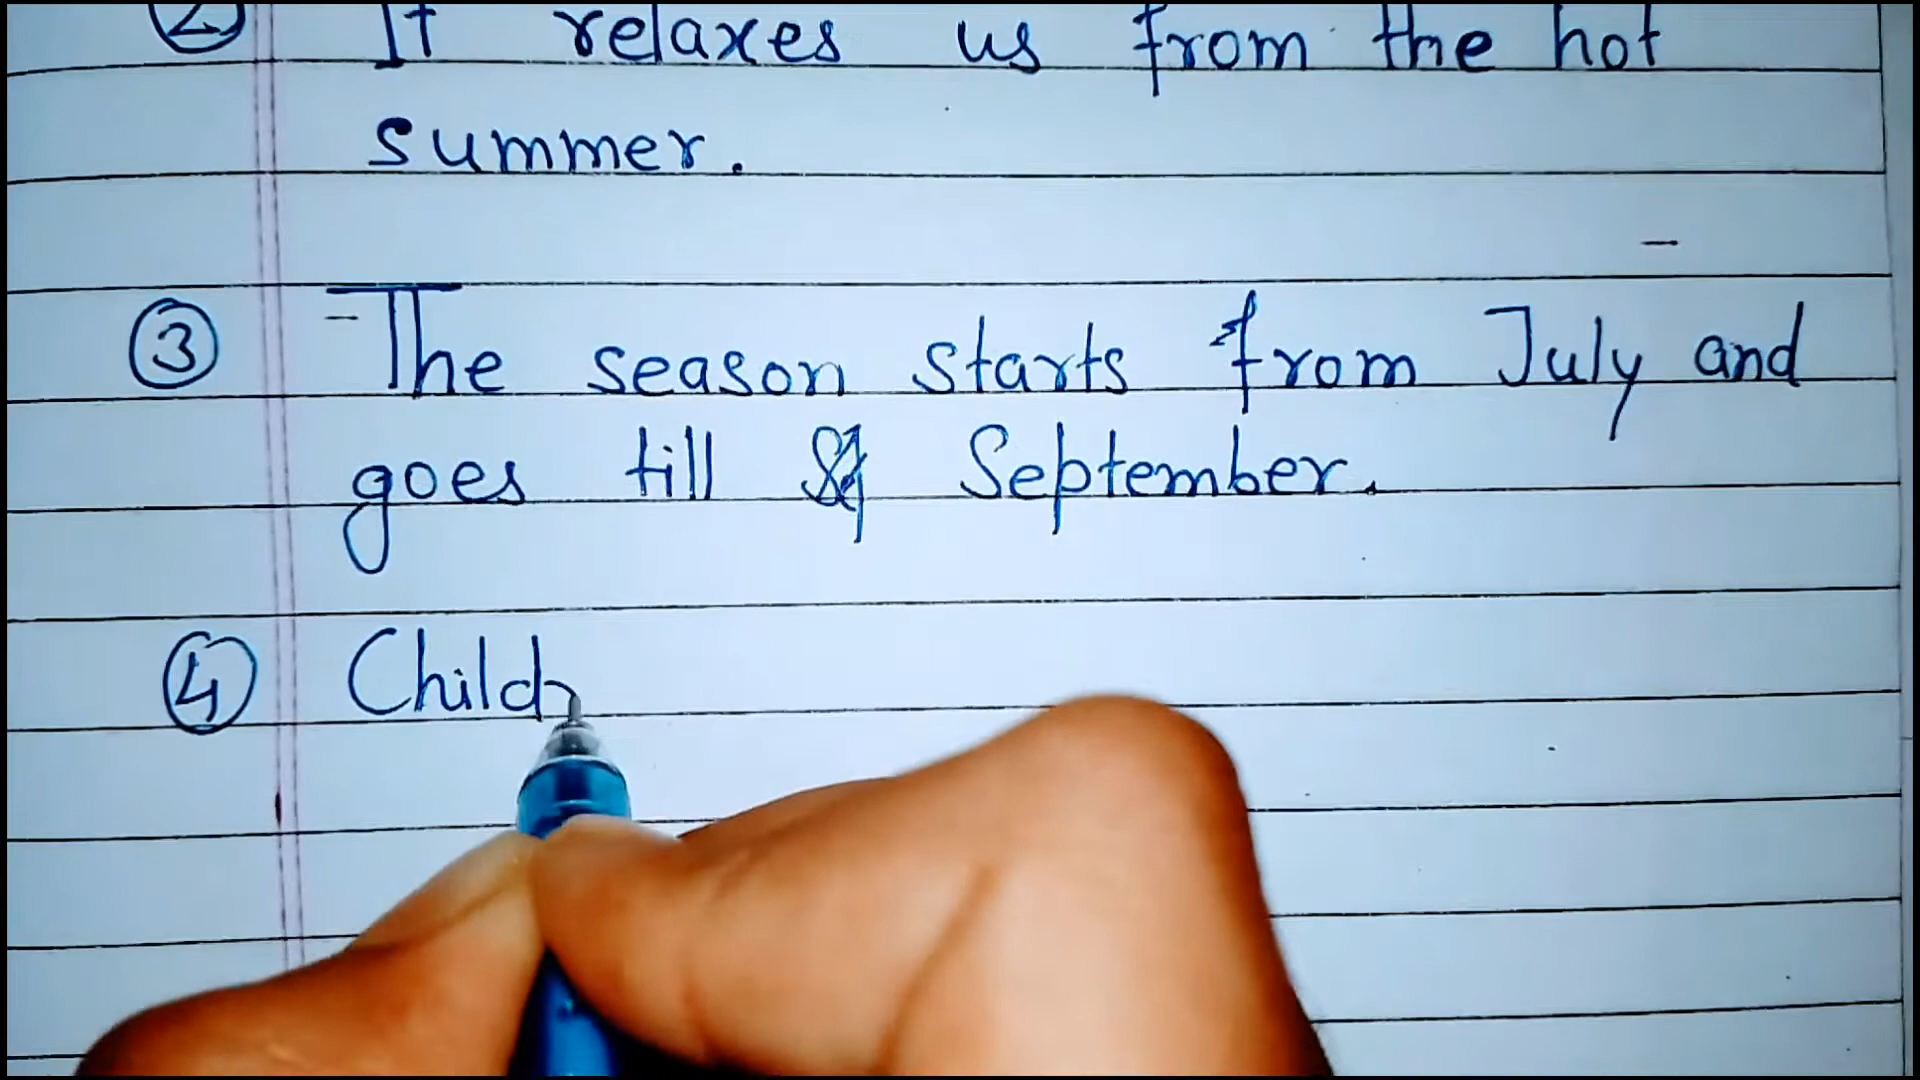 ② It relaxes us from the hot
summer.
③ The season starts from July and
goes till September.
④ Child